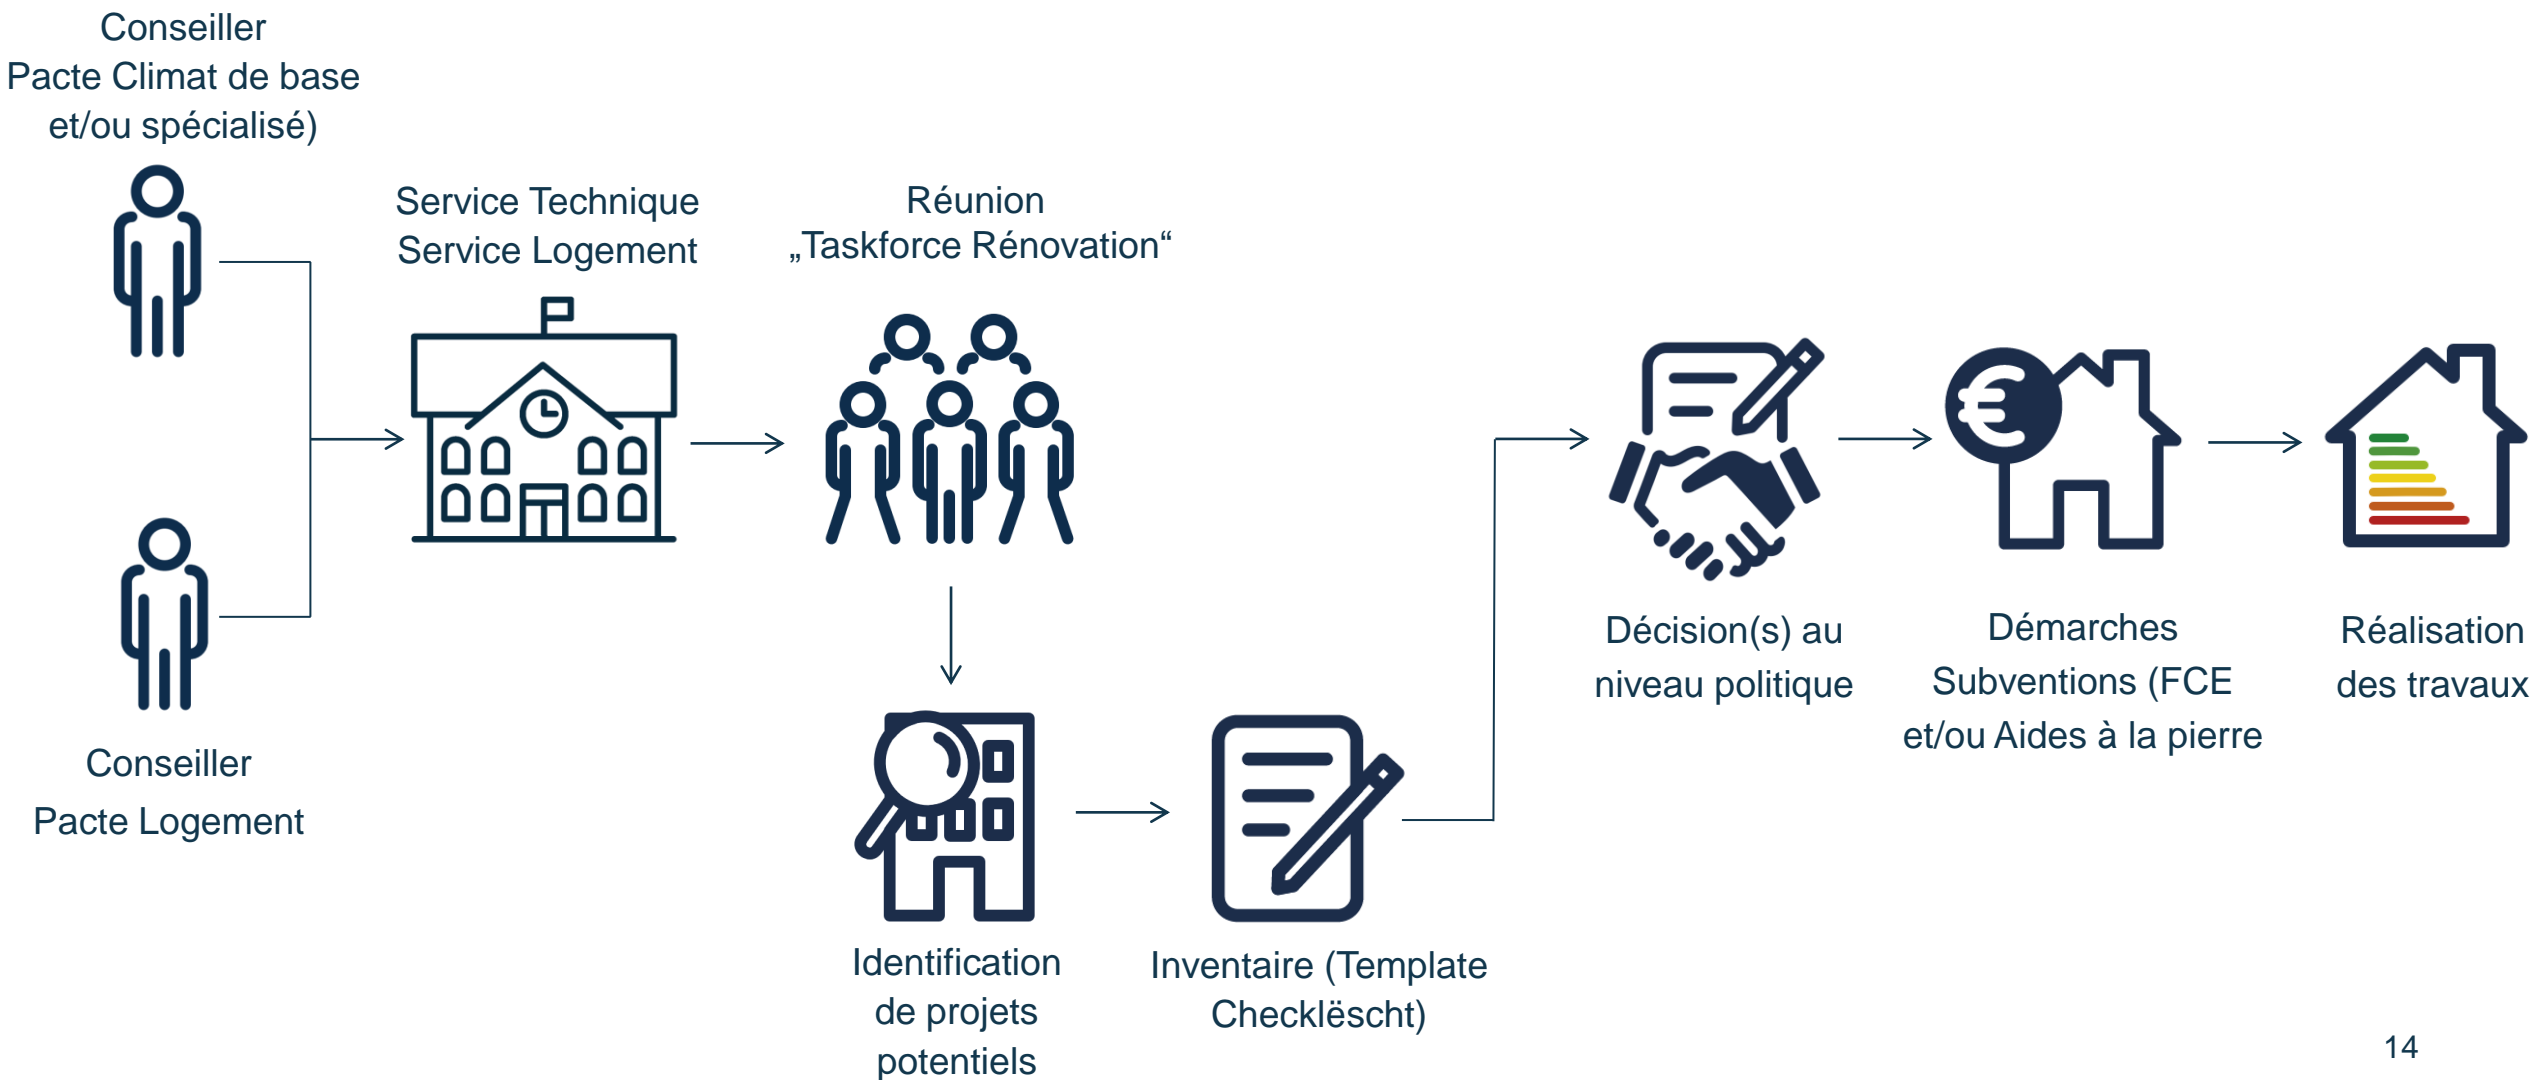 Conseiller
Pacte Climat de base
et/ou spécialisé)
Service Technique
Service Logement
Réunion
„Taskforce Rénovation“
Conseiller
Pacte Logement
Identification
de projets
potentiels
Inventaire (Template
Checklëscht)
Décision(s) au
niveau politique
Démarches
Subventions (FCE
et/ou Aides à la pierre
Réalisation
des travaux
14